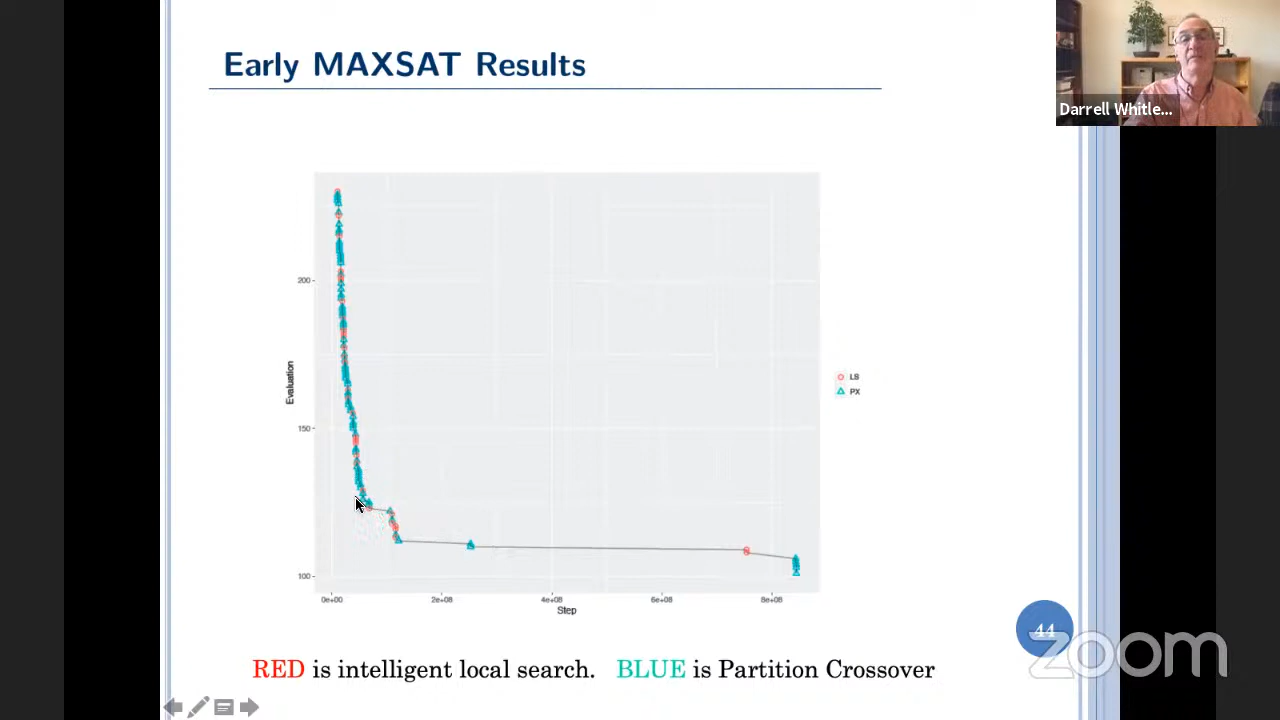 Early MAXSAT Results
Darrell Whitle...
200
150
100
Evaluation
0e+00
2e+08
4e+08
6e+08
8e+08
Step
LS
PX
44
zoom
RED is intelligent local search. BLUE is Partition Crossover